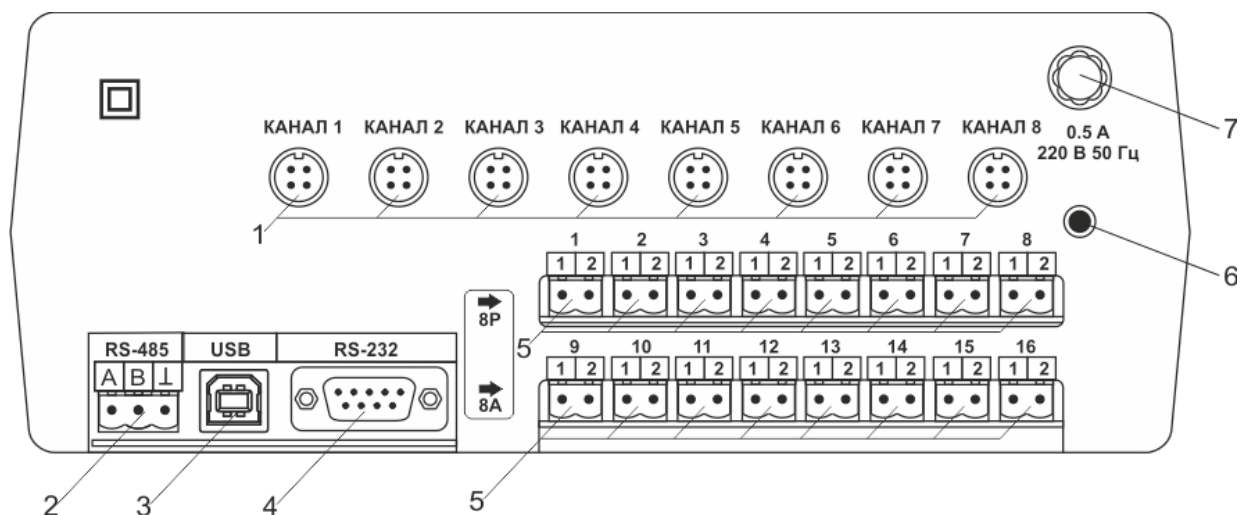 КАНАЛ 1 КАНАЛ 2 КАНАЛ 3 КАНАЛ 4 КАНАЛ 5 КАНАЛ 6 КАНАЛ 7 КАНАЛ 8
0.5 А
220 В 50 Гц
7
1
6
1 2 3 4 5 6 7 8
1 2 1 2 1 2 1 2 1 2 1 2 1 2 1 2
8Р
5
RS-485 USB RS-232
A B ⊥
9 10 11 12 13 14 15 16
1 2 1 2 1 2 1 2 1 2 1 2 1 2 1 2
8А
2 3 4 5